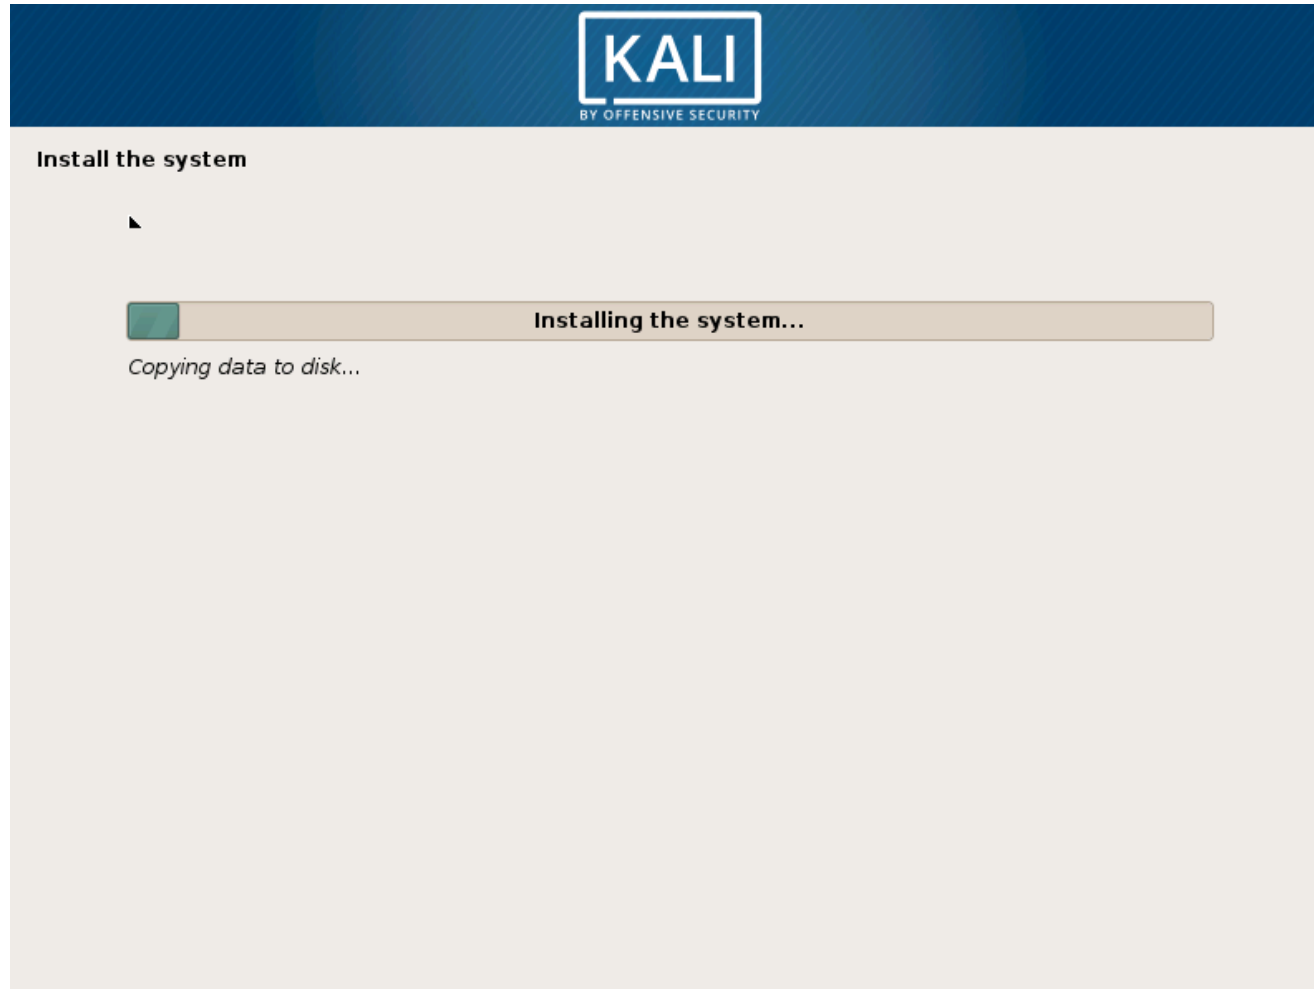 KALI
BY OFFENSIVE SECURITY
Install the system
Installing the system...
Copying data to disk...